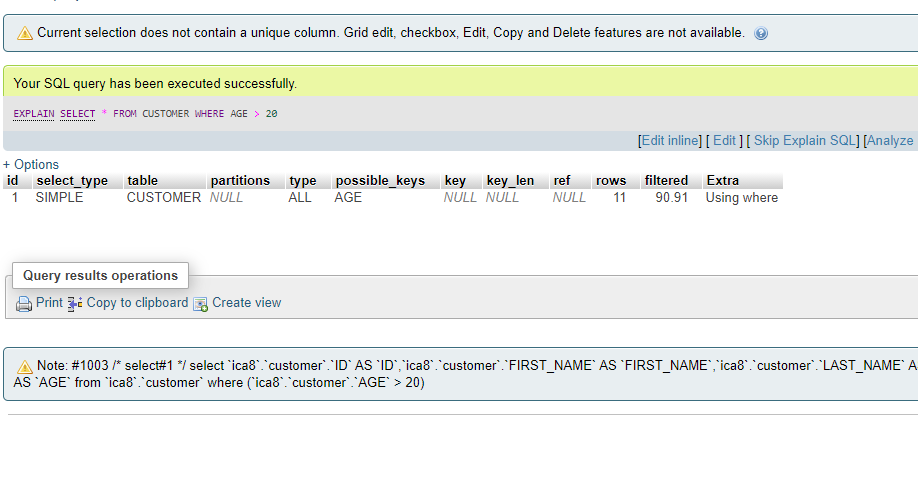 Current selection does not contain a unique column. Grid edit, checkbox, Edit, Copy and Delete features are not available.
Your SQL query has been executed successfully.
EXPLAIN SELECT * FROM CUSTOMER WHERE AGE > 20
[Edit inline] [ Edit ] [ Skip Explain SQL] [Analyze
+ Options
id select_type table partitions type possible_keys key key_len ref rows filtered Extra
1 SIMPLE CUSTOMER NULL ALL AGE NULL NULL NULL 11 90.91 Using where
Query results operations
Print Copy to clipboard Create view
Note: #1003 /* select#1 */ select `ica8`.`customer`.`ID` AS `ID`,`ica8`.`customer`.`FIRST_NAME` AS `FIRST_NAME`,`ica8`.`customer`.`LAST_NAME` A
AS `AGE` from `ica8`.`customer` where (`ica8`.`customer`.`AGE` > 20)